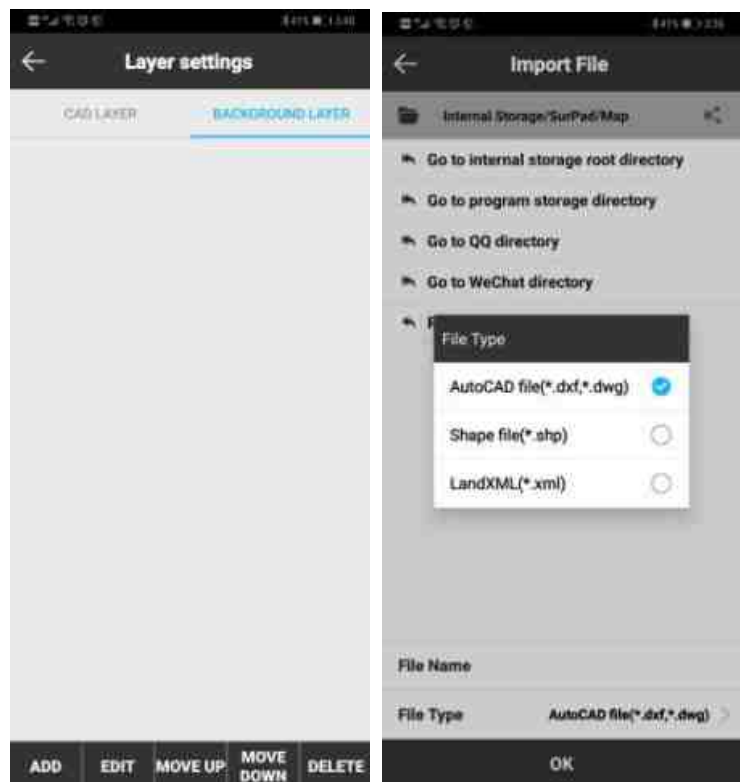 Layer settings
CAD LAYER
BACKGROUND LAYER
ADD
EDIT
MOVE UP
MOVE
DOWN
DELETE
Import File
Internal Storage/SurPad/Map
Go to internal storage root directory
Go to program storage directory
Go to QQ directory
Go to WeChat directory
File Type
AutoCAD file(*.dxf,*.dwg)
Shape file(*.shp)
LandXML(*.xml)
File Name
File Type
AutoCAD file(*.dxf,*.dwg)
OK